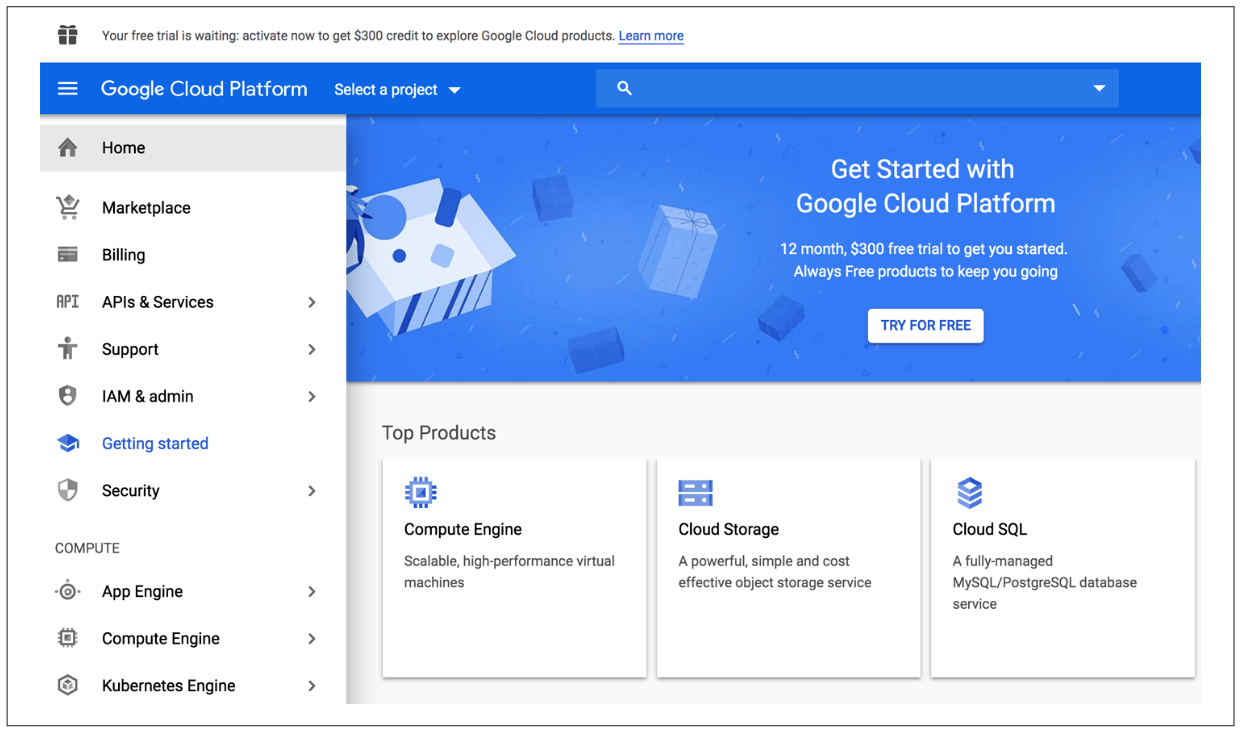 Your free trial is waiting: activate now to get $300 credit to explore Google Cloud products. Learn more
Google Cloud Platform
Select a project
Home
Marketplace
Billing
API
APIs & Services
Support
IAM & admin
Getting started
Security
COMPUTE
App Engine
Compute Engine
Kubernetes Engine
Get Started with
Google Cloud Platform
12 month, $300 free trial to get you started.
Always Free products to keep you going
TRY FOR FREE
Top Products
Compute Engine
Scalable, high-performance virtual
machines
Cloud Storage
A powerful, simple and cost
effective object storage service
Cloud SQL
A fully-managed
MySQL/PostgreSQL database
service